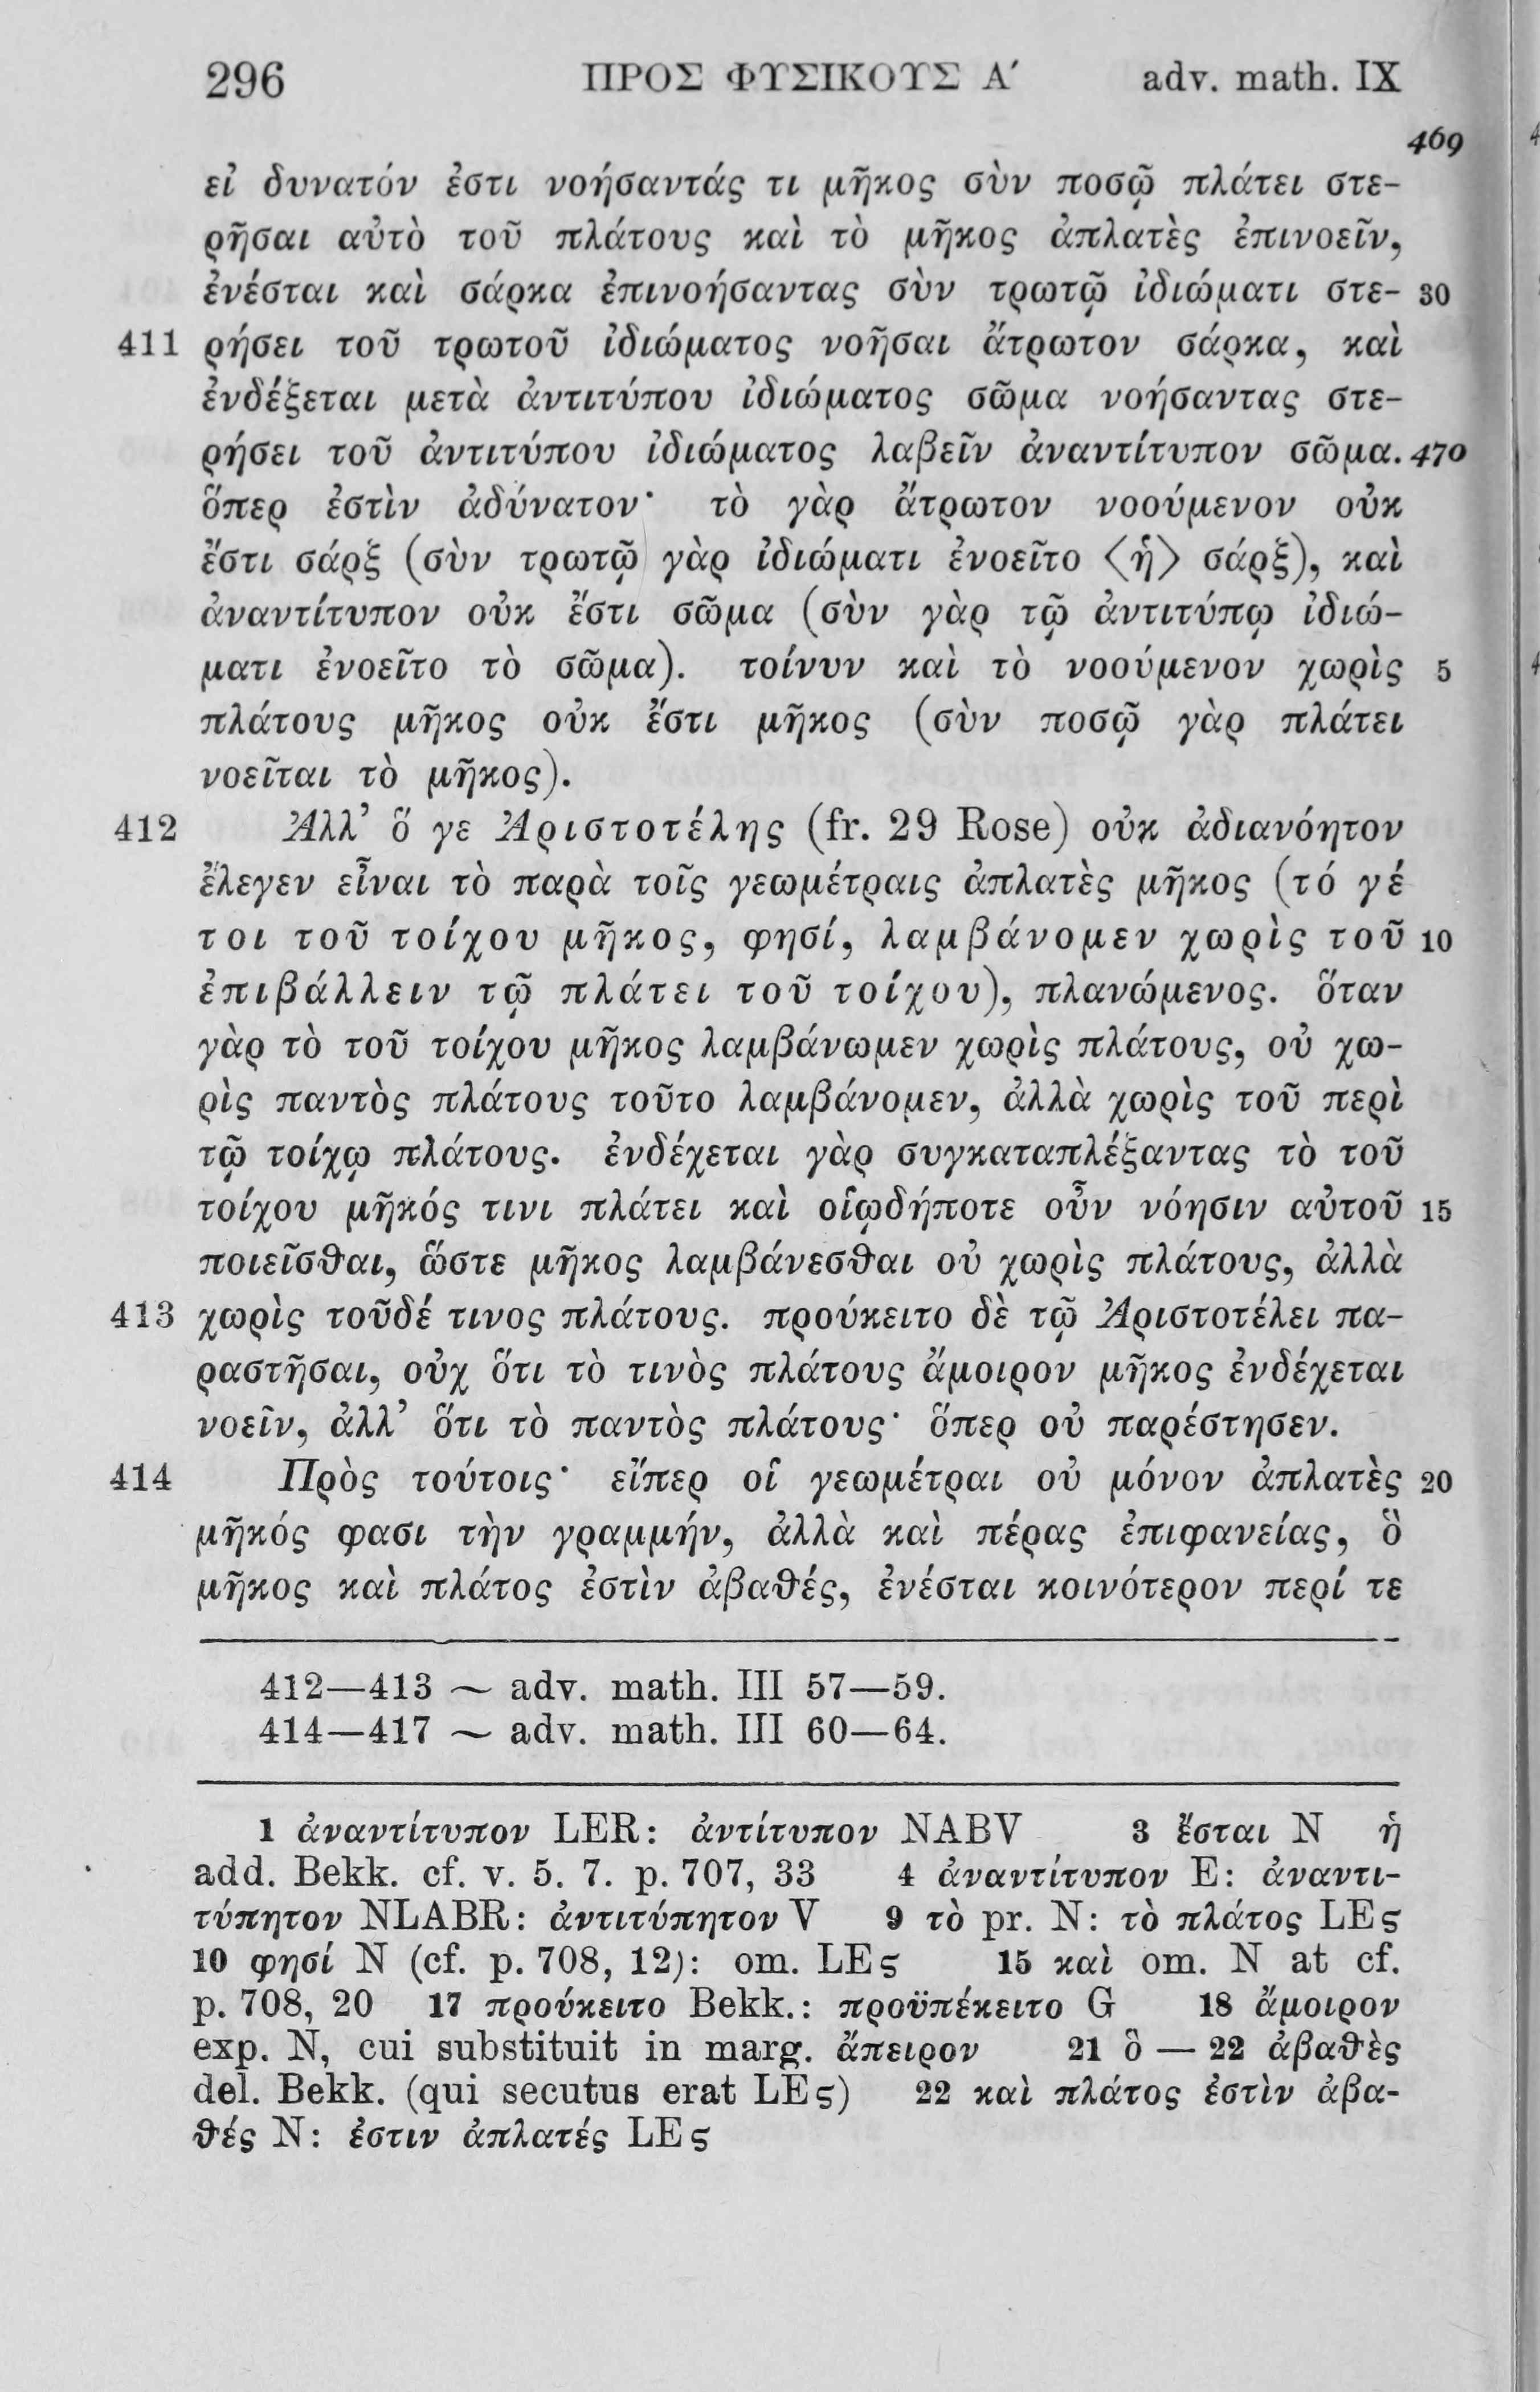 296 ΠΡΟΣ ΦΥΣΙΚΟΥΣ Α´ adv. math. IX
469
εἰ δυνατόν ἐστι νοήσαντάς τι μῆκος σὺν ποσῷ πλάτει στε-
ρῆσαι αὐτὸ τοῦ πλάτους καὶ τὸ μῆκος ἀπλατὲς ἐπινοεῖν,
ἐνέσται καὶ σάρκα ἐπινοήσαντας σὺν τρωτῷ ἰδιώματι στε- 30
411 ρήσει τοῦ τρωτοῦ ἰδιώματος νοῆσαι ἄτρωτον σάρκα, καὶ
ἐνδέξεται μετὰ ἀντιτύπου ἰδιώματος σῶμα νοήσαντας στε-
ρήσει τοῦ ἀντιτύπου ἰδιώματος λαβεῖν ἀναντίτυπον σῶμα. 470
ὅπερ ἐστὶν ἀδύνατον· τὸ γὰρ ἄτρωτον νοούμενον οὐκ
ἔστι σάρξ (σὺν τρωτῷ γὰρ ἰδιώματι ἐνοεῖτο ⟨ἡ⟩ σάρξ), καὶ
ἀναντίτυπον οὐκ ἔστι σῶμα (σὺν γὰρ τῷ ἀντιτύπῳ ἰδιώ-
ματι ἐνοεῖτο τὸ σῶμα). τοίνυν καὶ τὸ νοούμενον χωρὶς 5
πλάτους μῆκος οὐκ ἔστι μῆκος (σὺν ποσῷ γὰρ πλάτει
νοεῖται τὸ μῆκος).
412 Ἀλλ’ ὅ γε Ἀριστοτέλης (fr. 29 Rose) οὐκ ἀδιανόητον
ἔλεγεν εἶναι τὸ παρὰ τοῖς γεωμέτραις ἀπλατὲς μῆκος (τό γέ
τοι τοῦ τοίχου μῆκος, φησί, λαμβάνομεν χωρὶς τοῦ 10
ἐπιβάλλειν τῷ πλάτει τοῦ τοίχου), πλανώμενος. ὅταν
γὰρ τὸ τοῦ τοίχου μῆκος λαμβάνωμεν χωρὶς πλάτους, οὐ χω-
ρὶς παντὸς πλάτους τοῦτο λαμβάνομεν, ἀλλὰ χωρὶς τοῦ περὶ
τῷ τοίχῳ πλάτους. ἐνδέχεται γὰρ συγκαταπλέξαντας τὸ τοῦ
τοίχου μῆκός τινι πλάτει καὶ οἱῳδήποτε οὖν νόησιν αὐτοῦ 15
ποιεῖσθαι, ὥστε μῆκος λαμβάνεσθαι οὐ χωρὶς πλάτους, ἀλλὰ
413 χωρὶς τοῦδέ τινος πλάτους. προύκειτο δὲ τῷ Ἀριστοτέλει πα-
ραστῆσαι, οὐχ ὅτι τὸ τινὸς πλάτους ἄμοιρον μῆκος ἐνδέχεται
νοεῖν, ἀλλ’ ὅτι τὸ παντὸς πλάτους· ὅπερ οὐ παρέστησεν.
414 Πρὸς τούτοις· εἴπερ οἱ γεωμέτραι οὐ μόνον ἀπλατὲς 20
μῆκός φασι τὴν γραμμήν, ἀλλὰ καὶ πέρας ἐπιφανείας, ὃ
μῆκος καὶ πλάτος ἐστὶν ἀβαθές, ἐνέσται κοινότερον περί τε
412—413 ~ adv. math. III 57—59.
414—417 ~ adv. math. III 60—64.
1 ἀναντίτυπον LER: ἀντίτυπον NABV 3 ἔσται N ἡ
add. Bekk. cf. v. 5. 7. p. 707, 33 4 ἀναντίτυπον E: ἀναντι-
τύπητον NLABR: ἀντιτύπητον V 9 τὸ pr. N: τὸ πλάτος LEς
10 φησί N (cf. p. 708, 12): om. LEς 15 καὶ om. N at cf.
p. 708, 20 17 προύκειτο Bekk.: προϋπέκειτο G 18 ἄμοιρον
exp. N, cui substituit in marg. ἄπειρον 21 ὃ — 22 ἀβαθὲς
del. Bekk. (qui secutus erat LEς) 22 καὶ πλάτος ἐστὶν ἀβα-
θές N: ἐστιν ἀπλατές LEς